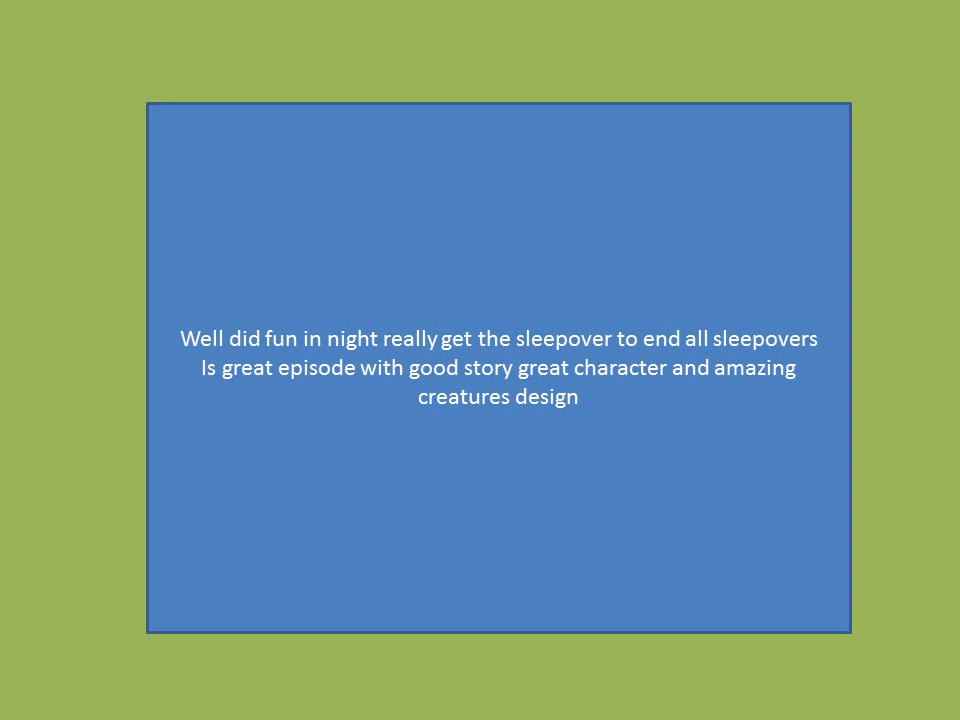 Well did fun in night really get the sleepover to end all sleepovers
Is great episode with good story great character and amazing
creatures design